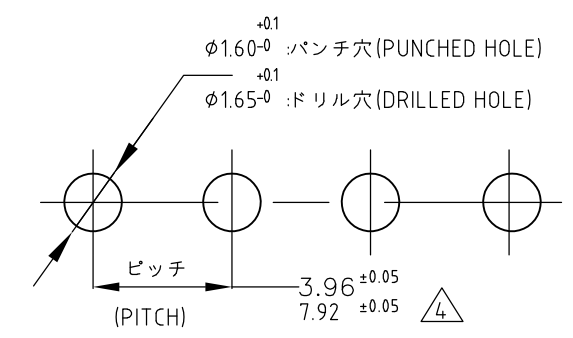 +0.1
φ1.60-0 :パンチ穴(PUNCHED HOLE)
+0.1
φ1.65-0 :ドリル穴(DRILLED HOLE)
ピッチ
(PITCH)
3.96±0.05
7.92 ±0.05
4